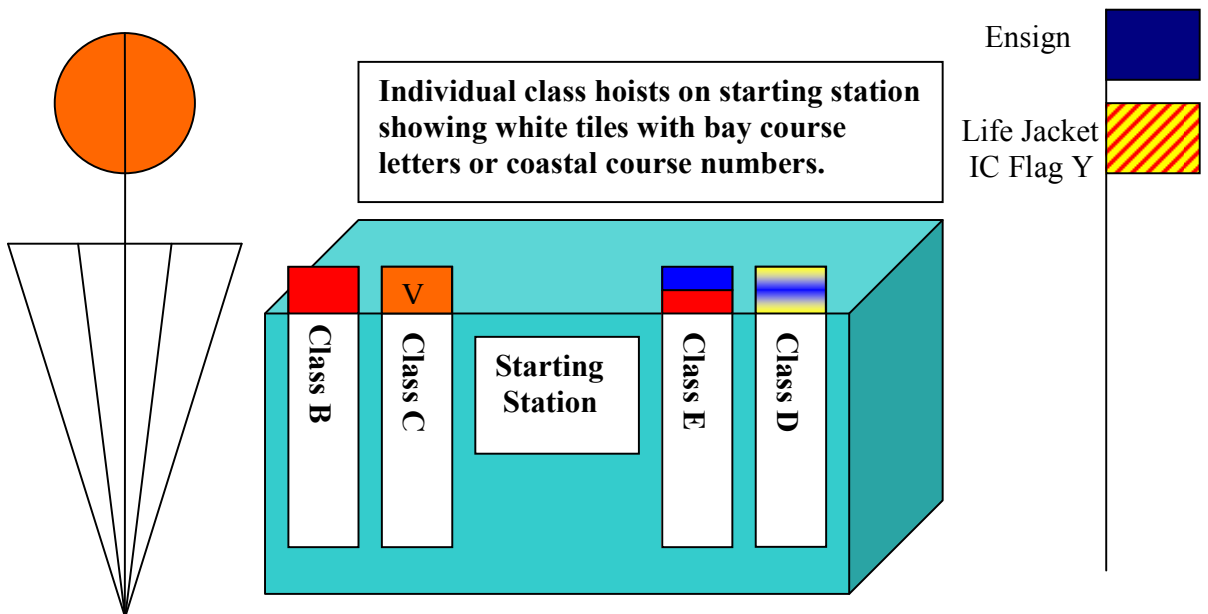 Ensign
Individual class hoists on starting station
showing white tiles with bay course
letters or coastal course numbers.
Life Jacket
IC Flag Y
V
Class B
Class C
Starting
Station
Class E
Class D